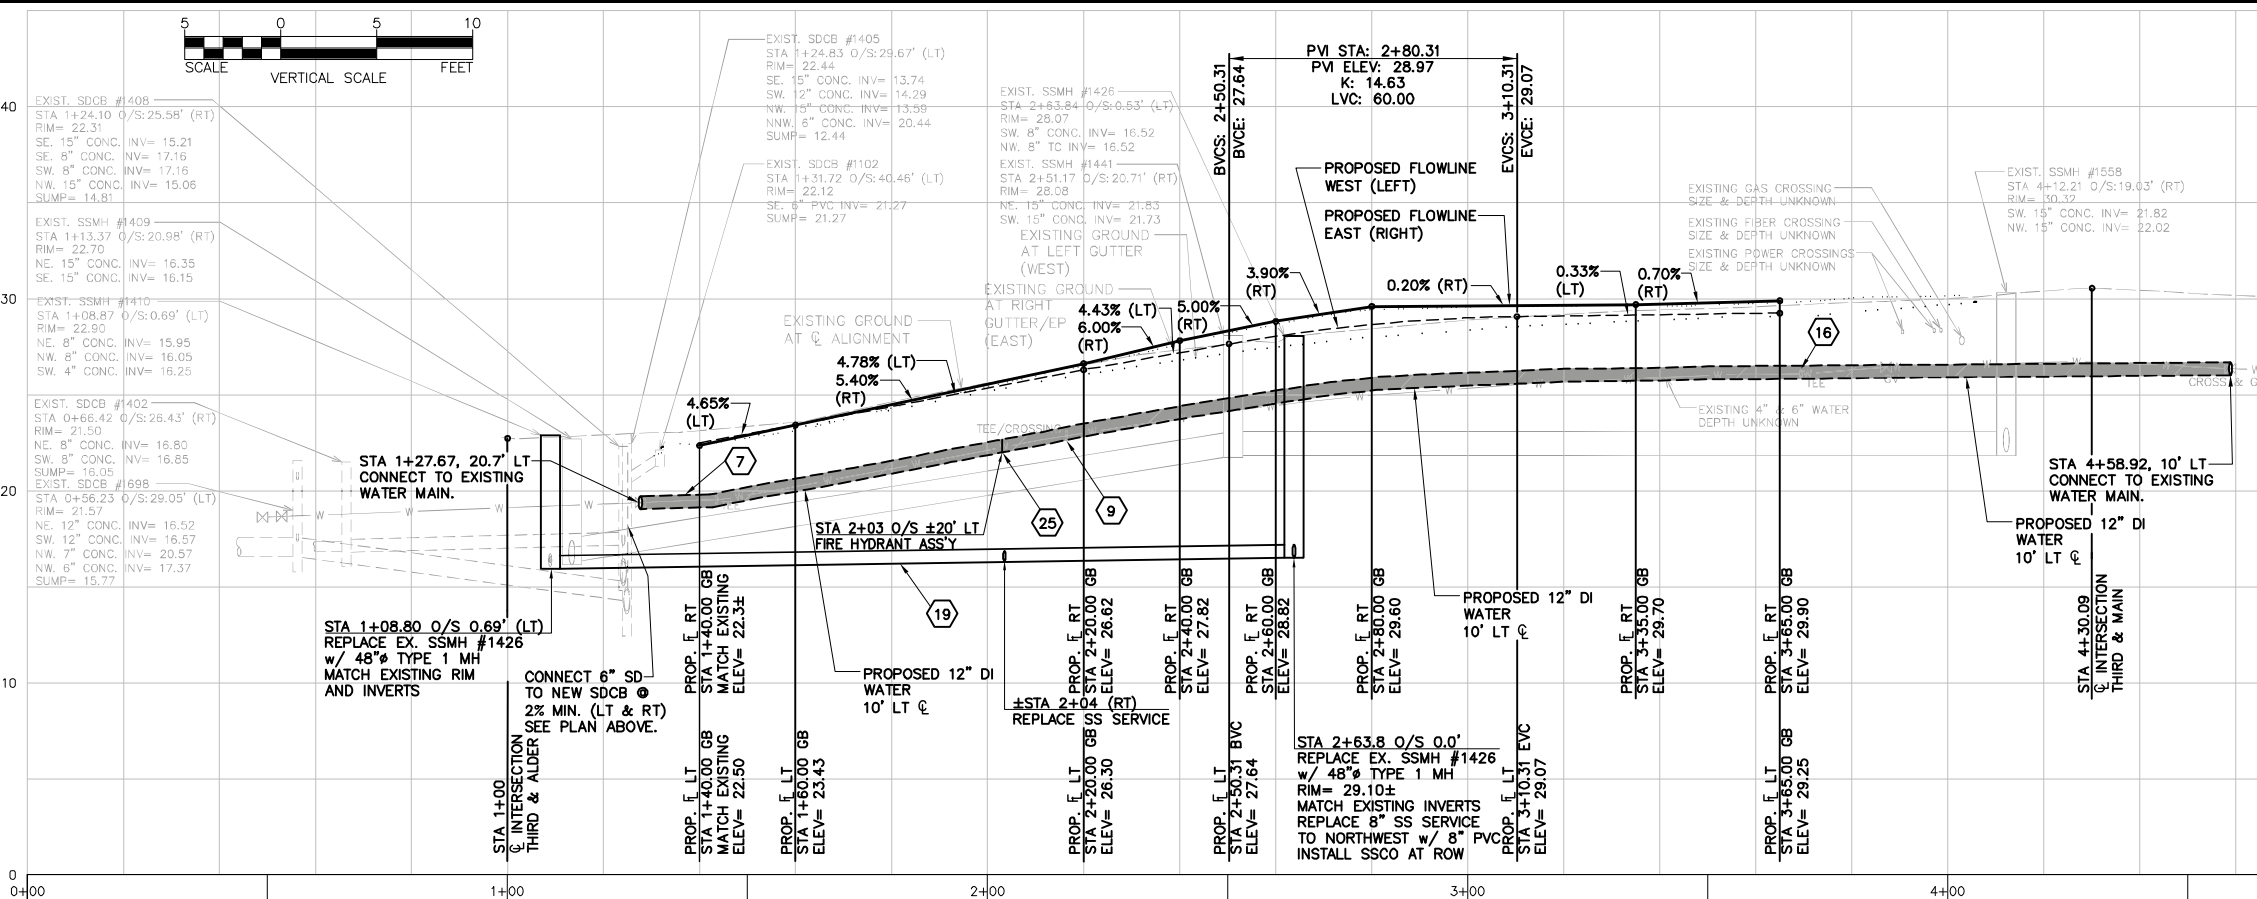 5 0 5 10
SCALE VERTICAL SCALE FEET
40
30
20
10
0
EXIST. SDCB #1408
STA 1+24.10 O/S:25.58' (RT)
RIM= 22.31
SE. 15" CONC. INV= 15.21
SE. 8" CONC. INV= 17.16
SW. 8" CONC. INV= 17.16
NW. 15" CONC. INV= 15.06
SUMP= 14.81
EXIST. SSMH #1409
STA 1+13.37 O/S:20.98' (RT)
RIM= 22.70
NE. 15" CONC. INV= 16.35
SE. 15" CONC. INV= 16.15
EXIST. SSMH #1410
STA 1+08.87 O/S:0.69' (LT)
RIM= 22.90
NE. 8" CONC. INV= 15.95
NW. 8" CONC. INV= 16.05
SW. 4" CONC. INV= 16.25
EXIST. SDCB #1402
STA 0+66.42 O/S:26.43' (RT)
RIM= 21.50
NE. 8" CONC. INV= 16.80
SW. 8" CONC. INV= 16.85
SUMP= 16.05
EXIST. SDCB #1698
STA 0+56.23 O/S:29.05' (LT)
RIM= 21.57
NE. 12" CONC. INV= 16.52
SW. 12" CONC. INV= 16.57
NW. 7" CONC. INV= 20.57
NW. 6" CONC. INV= 17.37
SUMP= 15.77
EXIST. SDCB #1405
STA 1+24.83 O/S:29.67' (LT)
RIM= 22.44
SE. 15" CONC. INV= 13.74
SW. 12" CONC. INV= 14.29
NW. 15" CONC. INV= 13.59
NNW. 6" CONC. INV= 20.44
SUMP= 12.44
EXIST. SDCB #1102
STA 1+31.72 O/S:40.46' (LT)
RIM= 22.12
SE. 6" PVC INV= 21.27
SUMP= 21.27
EXIST. SSMH #1426
STA 2+63.84 O/S:0.53' (LT)
RIM= 28.07
SW. 8" CONC. INV= 16.52
NW. 8" TC INV= 16.52
EXIST. SSMH #1441
STA 2+51.17 O/S:20.71' (RT)
RIM= 28.08
NE. 15" CONC. INV= 21.83
SW. 15" CONC. INV= 21.73
EXISTING GROUND
AT LEFT GUTTER
(WEST)
EXISTING GROUND
AT RIGHT
GUTTER/EP
(EAST)
EXISTING GROUND
AT ℄ ALIGNMENT
BVCS: 2+50.31
BVCE: 27.64
PVI STA: 2+80.31
PVI ELEV: 28.97
K: 14.63
LVC: 60.00
EVCS: 3+10.31
EVCE: 29.07
PROPOSED FLOWLINE
WEST (LEFT)
PROPOSED FLOWLINE
EAST (RIGHT)
EXISTING GAS CROSSING
SIZE & DEPTH UNKNOWN
EXISTING FIBER CROSSING
SIZE & DEPTH UNKNOWN
EXISTING POWER CROSSINGS
SIZE & DEPTH UNKNOWN
EXIST. SSMH #1558
STA 4+12.21 O/S:19.03' (RT)
RIM= 30.32
SW. 15" CONC. INV= 21.82
NW. 15" CONC. INV= 22.02
4.65%
(LT)
4.78% (LT)
5.40%
(RT)
4.43% (LT)
6.00%
(RT)
5.00%
(RT)
3.90%
(RT)
0.20% (RT)
0.33%
(LT)
0.70%
(RT)
16
7
25
9
19
TEE/CROSSING
TEE
GV
W
W
W
W
W
W
W
W
W
EXISTING 4" & 6" WATER
DEPTH UNKNOWN
STA 1+27.67, 20.7' LT
CONNECT TO EXISTING
WATER MAIN.
STA 2+03 O/S ±20' LT
FIRE HYDRANT ASS'Y
STA 4+58.92, 10' LT
CONNECT TO EXISTING
WATER MAIN.
PROPOSED 12" DI
WATER
10' LT ℄
STA 1+08.80 O/S 0.69' (LT)
REPLACE EX. SSMH #1426
w/ 48"ø TYPE 1 MH
MATCH EXISTING RIM
AND INVERTS
CONNECT 6" SD
TO NEW SDCB @
2% MIN. (LT & RT)
SEE PLAN ABOVE.
PROPOSED 12" DI
WATER
10' LT ℄
±STA 2+04 (RT)
REPLACE SS SERVICE
PROPOSED 12" DI
WATER
10' LT ℄
STA 2+63.8 O/S 0.0'
REPLACE EX. SSMH #1426
w/ 48"ø TYPE 1 MH
RIM= 29.10±
MATCH EXISTING INVERTS
REPLACE 8" SS SERVICE
TO NORTHWEST w/ 8" PVC
INSTALL SSCO AT ROW
STA 1+00
℄ INTERSECTION
THIRD & ALDER
PROP. FL RT
STA 1+40.00 GB
MATCH EXISTING
ELEV= 22.3±
PROP. FL LT
STA 1+40.00 GB
MATCH EXISTING
ELEV= 22.50
PROP. FL LT
STA 1+60.00 GB
ELEV= 23.43
PROP. FL RT
STA 2+20.00 GB
ELEV= 26.62
PROP. FL LT
STA 2+20.00 GB
ELEV= 26.30
PROP. FL RT
STA 2+40.00 GB
ELEV= 27.82
PROP. FL LT
STA 2+50.31 BVC
ELEV= 27.64
PROP. FL RT
STA 2+60.00 GB
ELEV= 28.82
PROP. FL RT
STA 2+80.00 GB
ELEV= 29.60
PROP. FL LT
STA 3+10.31 EVC
ELEV= 29.07
PROP. FL RT
STA 3+35.00 GB
ELEV= 29.70
PROP. FL RT
STA 3+65.00 GB
ELEV= 29.90
PROP. FL LT
STA 3+65.00 GB
ELEV= 29.25
STA 4+30.09
℄ INTERSECTION
THIRD & MAIN
0+00 1+00 2+00 3+00 4+00